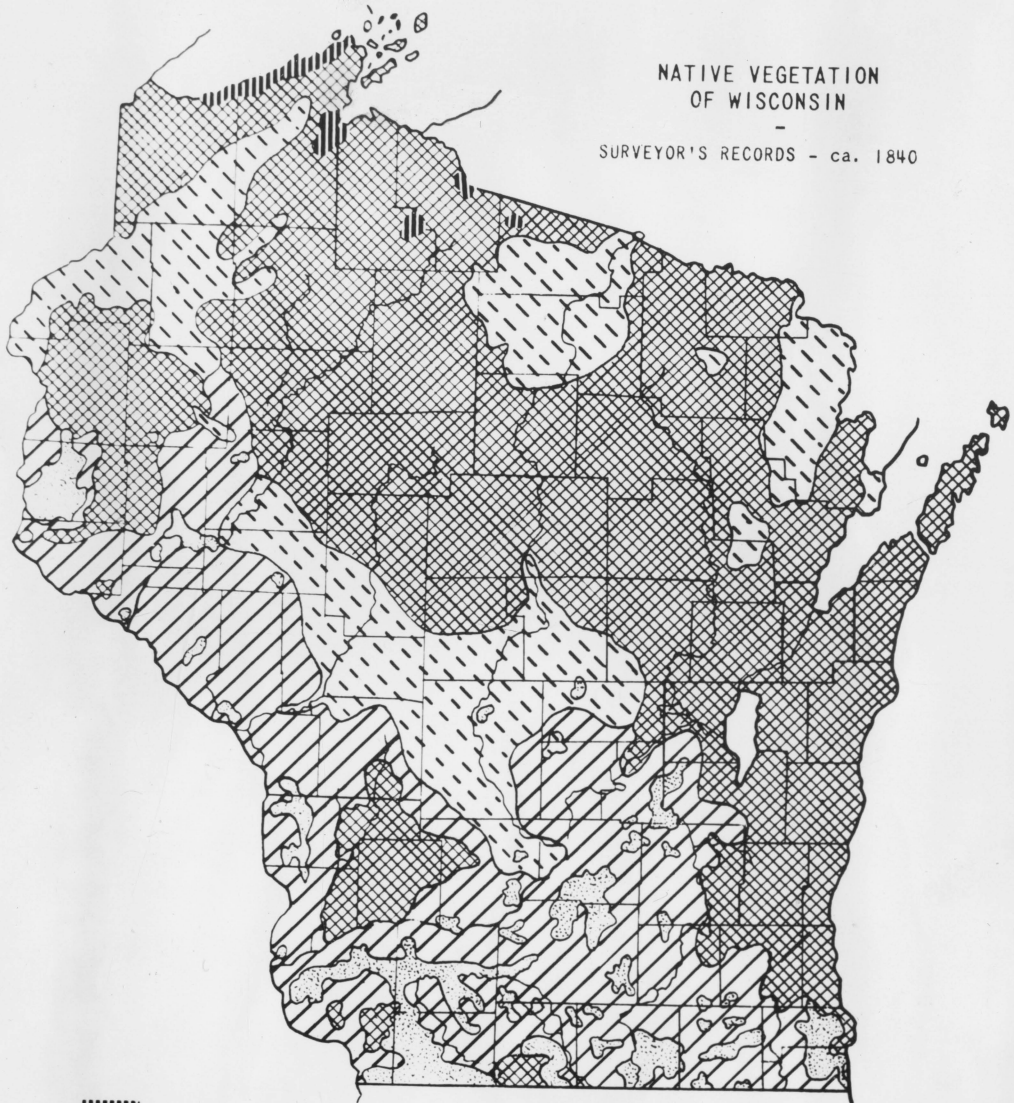 NATIVE VEGETATION
OF WISCONSIN
-
SURVEYOR'S RECORDS - ca. 1840